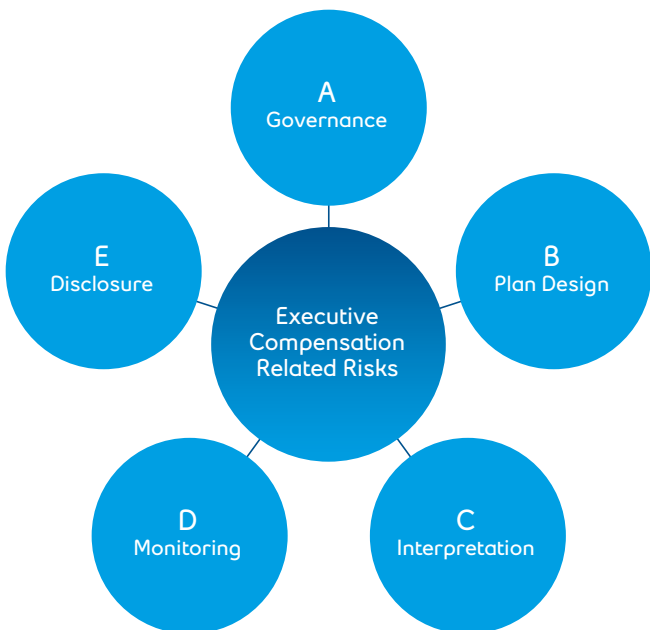 A
Governance
B
Plan Design
C
Interpretation
D
Monitoring
E
Disclosure
Executive
Compensation
Related Risks